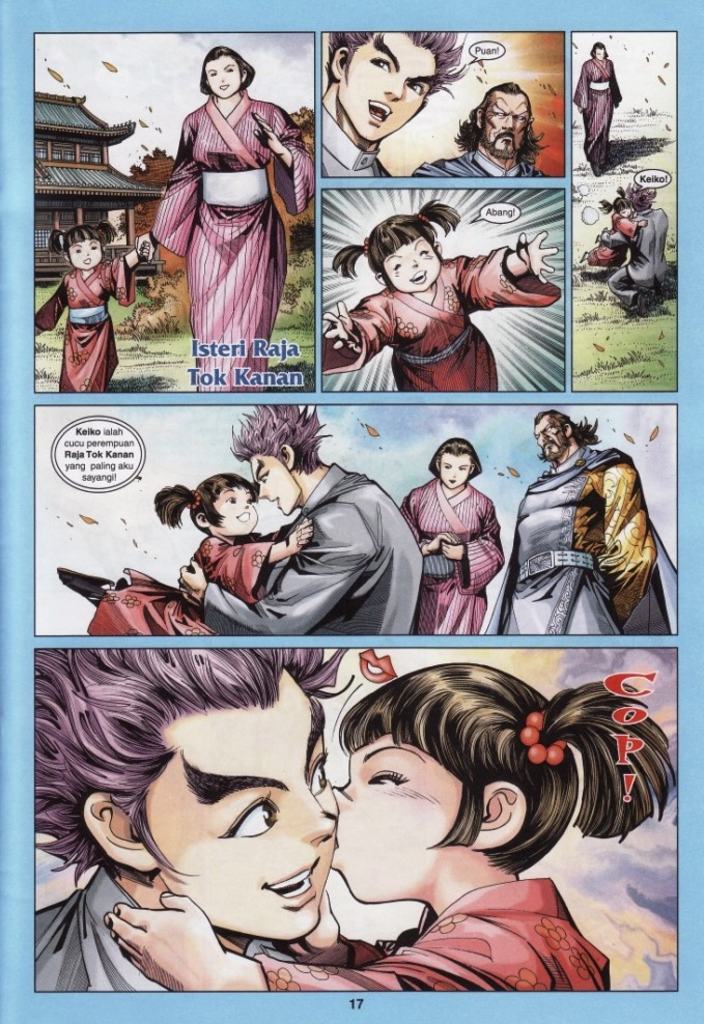 Isteri Raja
Tok Kanan
Puan!
Abang!
Keiko!
Keiko ialah
cucu perempuan
Raja Tok Kanan
yang paling aku
sayangi!
COP!
17